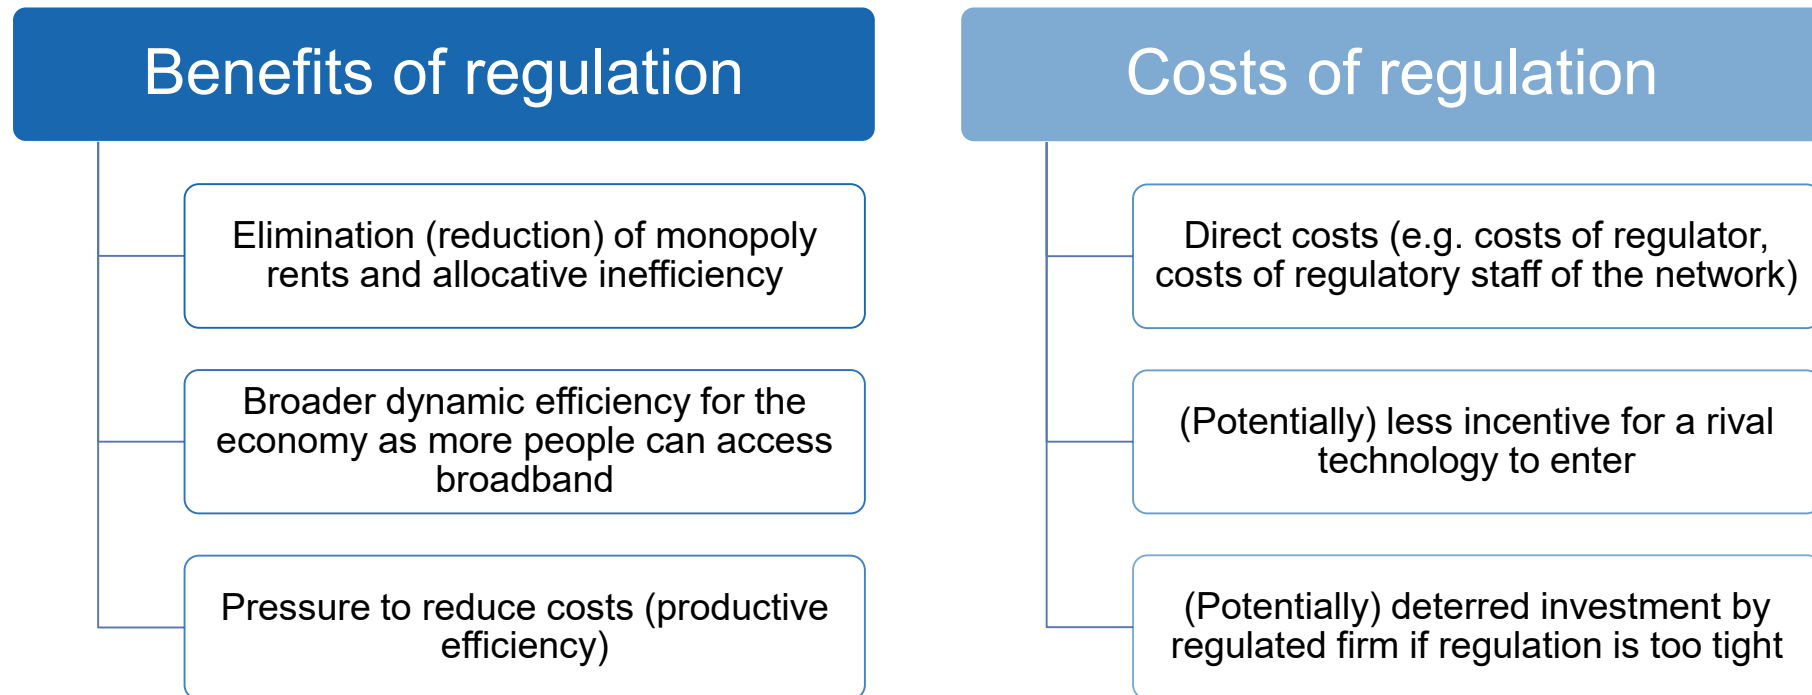 Benefits of regulation
Elimination (reduction) of monopoly
rents and allocative inefficiency
Broader dynamic efficiency for the
economy as more people can access
broadband
Pressure to reduce costs (productive
efficiency)
Costs of regulation
Direct costs (e.g. costs of regulator,
costs of regulatory staff of the network)
(Potentially) less incentive for a rival
technology to enter
(Potentially) deterred investment by
regulated firm if regulation is too tight